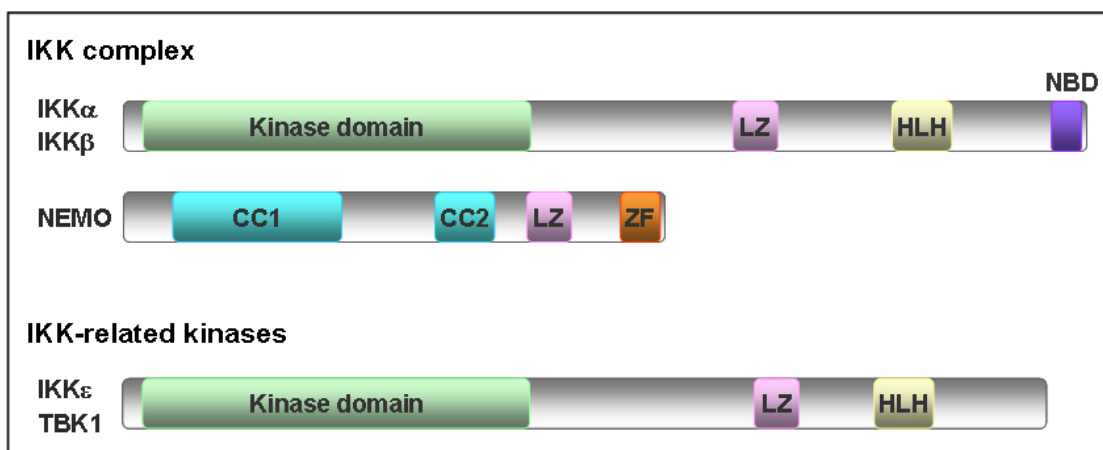 IKK complex
NBD
IKKα
IKKβ
Kinase domain LZ HLH
NEMO CC1 CC2 LZ ZF
IKK-related kinases
IKKε
TBK1
Kinase domain LZ HLH